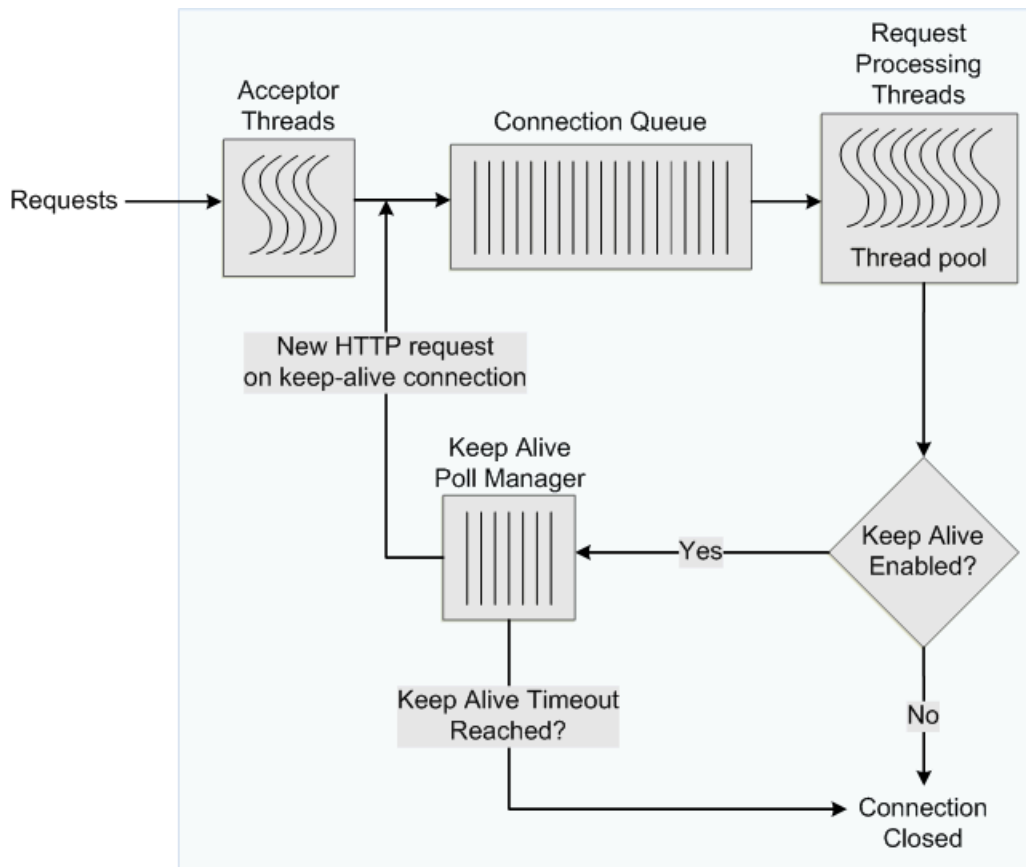 Request
Processing
Threads
Acceptor
Threads
Connection Queue
Requests
Thread pool
New HTTP request
on keep-alive connection
Keep Alive
Poll Manager
Yes
Keep Alive
Enabled?
Keep Alive Timeout
Reached?
No
Connection
Closed